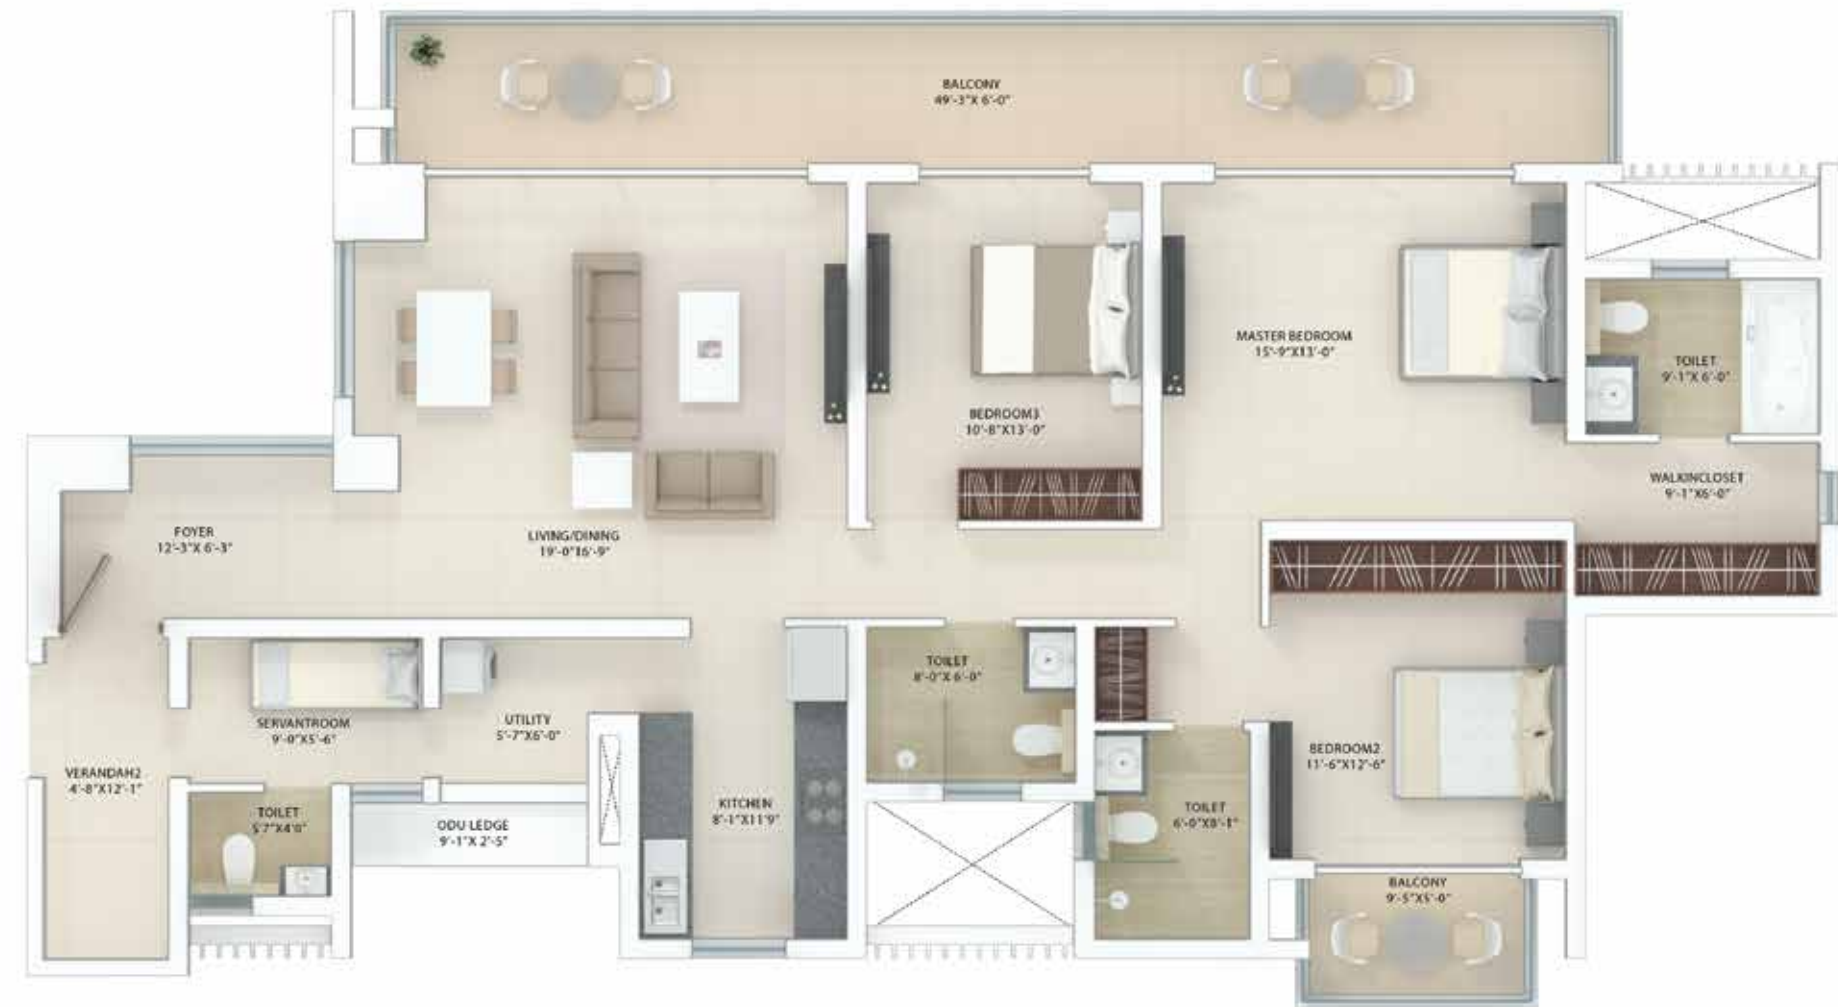 BALCONY
49'-3"X 6'-0"
MASTER BEDROOM
15'-9"X13'-0"
TOILET
9'-1"X 6'-0"
BEDROOM3
10'-8"X13'-0"
WALKINCLOSET
9'-1"X6'-0"
FOYER
12'-3"X 6'-3"
LIVING/DINING
19'-0"16'-9"
TOILET
8'-0"X 6'-0"
SERVANTROOM
9'-0"X5'-6"
UTILITY
5'-7"X6'-0"
BEDROOM2
11'-6"X12'-6"
VERANDAH2
4'-8"X12'-1"
TOILET
5'7"X4'0"
ODU LEDGE
9'-1"X 2'-5"
KITCHEN
8'-1"X11'9"
TOILET
6'-0"X8'-1"
BALCONY
9'-5"X5'-0"